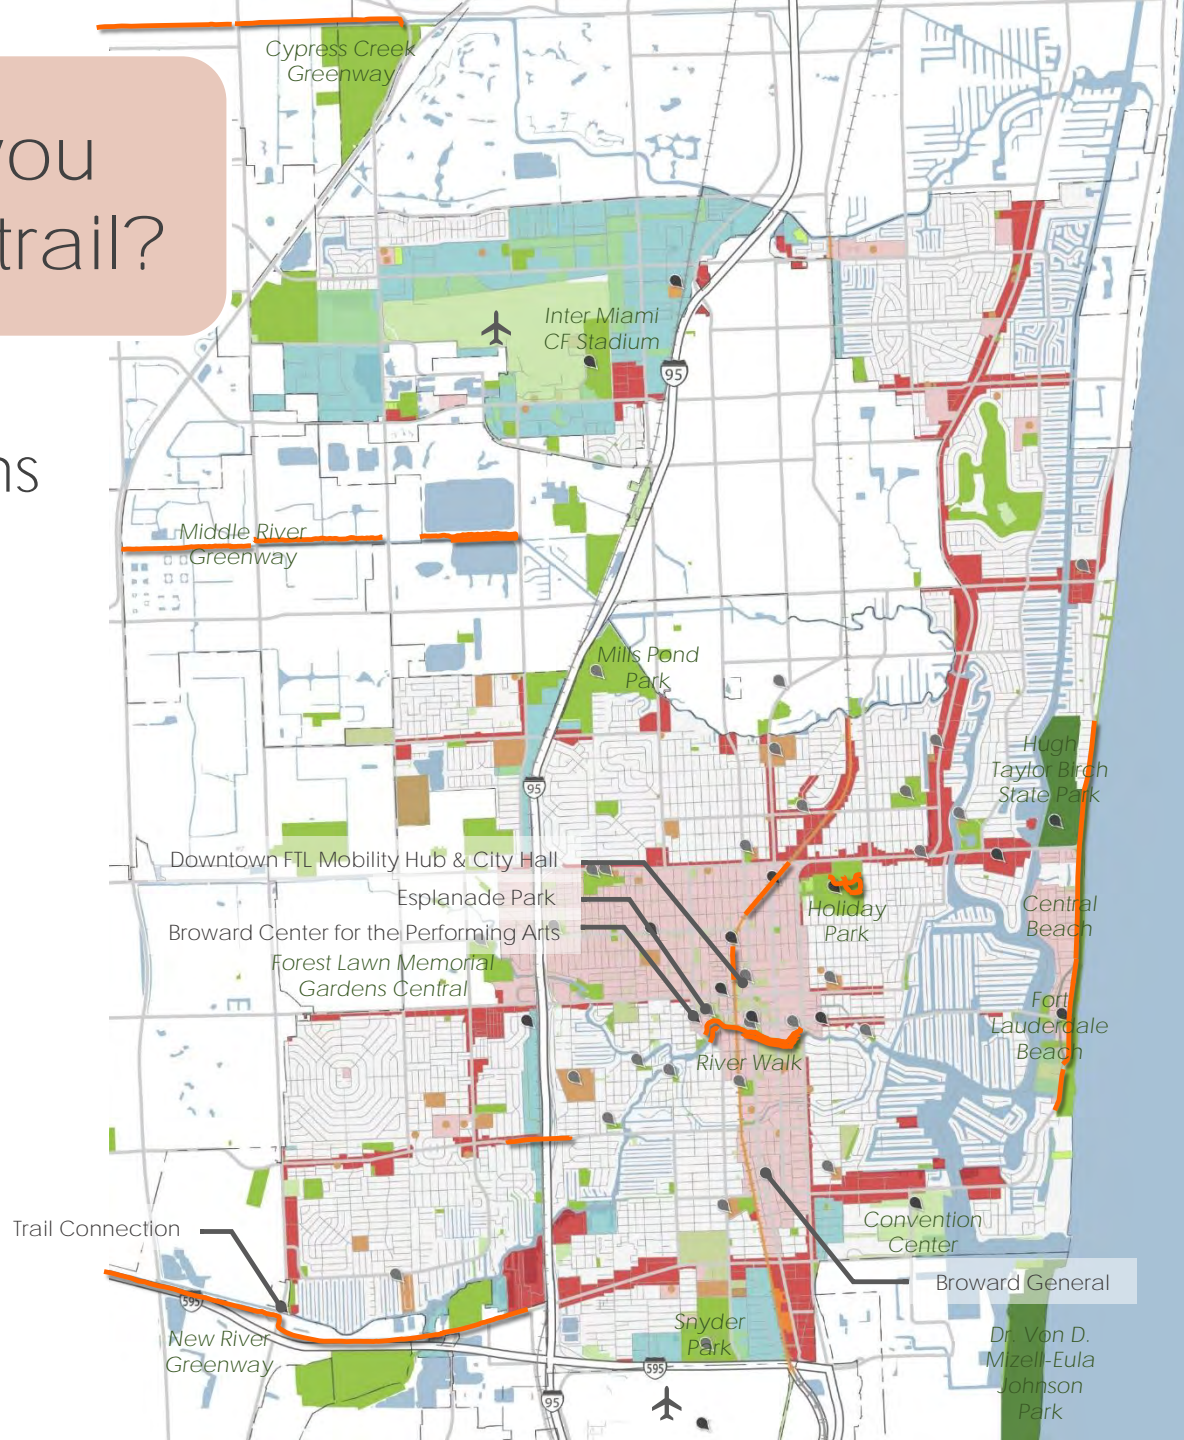 Cypress Creek
Greenway
you
trail?
Inter Miami
CF Stadium
95
ns
Middle River
Greenway
Mills Pond
Park
Hugh
Taylor Birch
State Park
95
Downtown FTL Mobility Hub & City Hall
Esplanade Park
Broward Center for the Performing Arts
Forest Lawn Memorial
Gardens Central
Holiday
Park
Central
Beach
Fort
Lauderdale
Beach
River Walk
Trail Connection
Convention
Center
Broward General
595
New River
Greenway
Snyder
Park
Dr. Von D.
Mizell-Eula
Johnson
Park
595
95